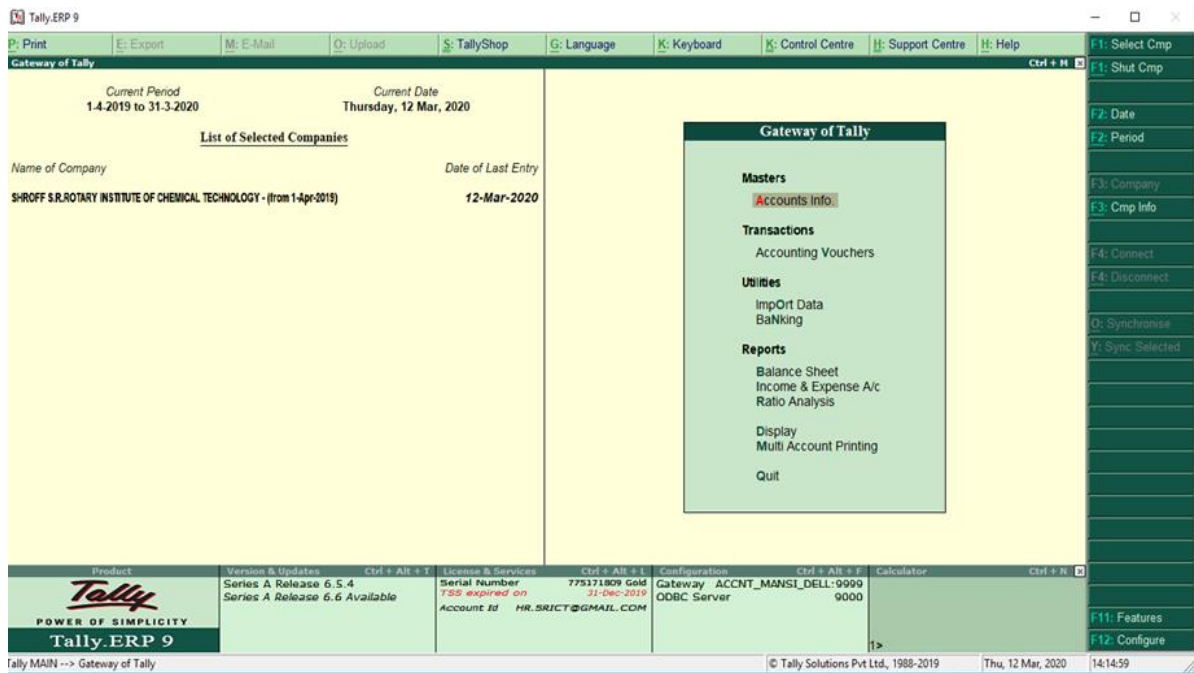 Tally.ERP 9
P: Print E: Export M: E-Mail O: Upload S: TallyShop G: Language K: Keyboard K: Control Centre H: Support Centre H: Help
Gateway of Tally Ctrl + M
Current Period Current Date
1-4-2019 to 31-3-2020 Thursday, 12 Mar, 2020
List of Selected Companies
Name of Company Date of Last Entry
SHROFF S.R.ROTARY INSTITUTE OF CHEMICAL TECHNOLOGY - (from 1-Apr-2019) 12-Mar-2020
Gateway of Tally
Masters
Accounts Info.
Transactions
Accounting Vouchers
Utilities
ImpOrt Data
BaNking
Reports
Balance Sheet
Income & Expense A/c
Ratio Analysis
Display
Multi Account Printing
Quit
F1: Select Cmp
F1: Shut Cmp
F2: Date
F2: Period
F3: Company
F3: Cmp Info
F4: Connect
F4: Disconnect
O: Synchronise
Y: Sync Selected
F11: Features
F12: Configure
Product
Tally
POWER OF SIMPLICITY
Tally.ERP 9
Version & Updates Ctrl + Alt + T
Series A Release 6.5.4
Series A Release 6.6 Available
License & Services Ctrl + Alt + L
Serial Number 775171809 Gold
TSS expired on 31-Dec-2019
Account Id HR.SRICT@GMAIL.COM
Configuration Ctrl + Alt + F
Gateway ACCNT_MANSI_DELL:9999
ODBC Server 9000
Calculator Ctrl + N
1>
Tally MAIN --> Gateway of Tally © Tally Solutions Pvt Ltd., 1988-2019 Thu, 12 Mar, 2020 14:14:59